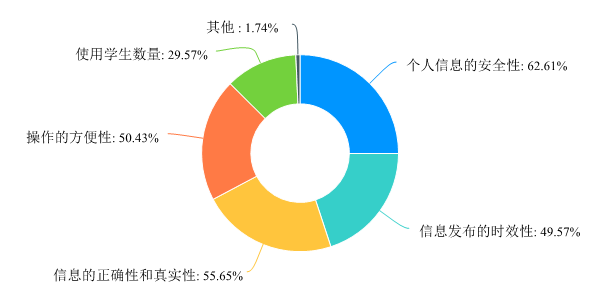 其他 : 1.74%
使用学生数量: 29.57%
个人信息的安全性: 62.61%
操作的方便性: 50.43%
信息发布的时效性: 49.57%
信息的正确性和真实性: 55.65%